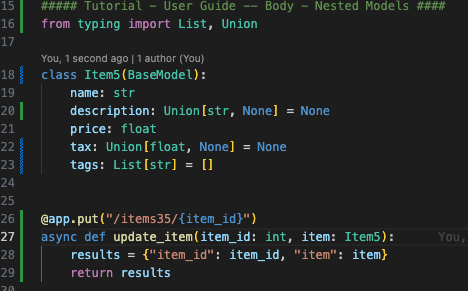 15 ##### Tutorial - User Guide -- Body - Nested Models ####
16 from typing import List, Union
17
You, 1 second ago | 1 author (You)
18 class Item5(BaseModel):
19     name: str
20     description: Union[str, None] = None
21     price: float
22     tax: Union[float, None] = None
23     tags: List[str] = []
24
25
26 @app.put("/items35/{item_id}")
27 async def update_item(item_id: int, item: Item5):     You,
28     results = {"item_id": item_id, "item": item}
29     return results
30